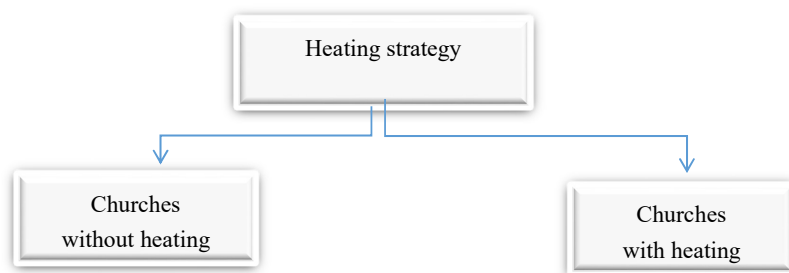 Heating strategy
Churches
without heating
Churches
with heating